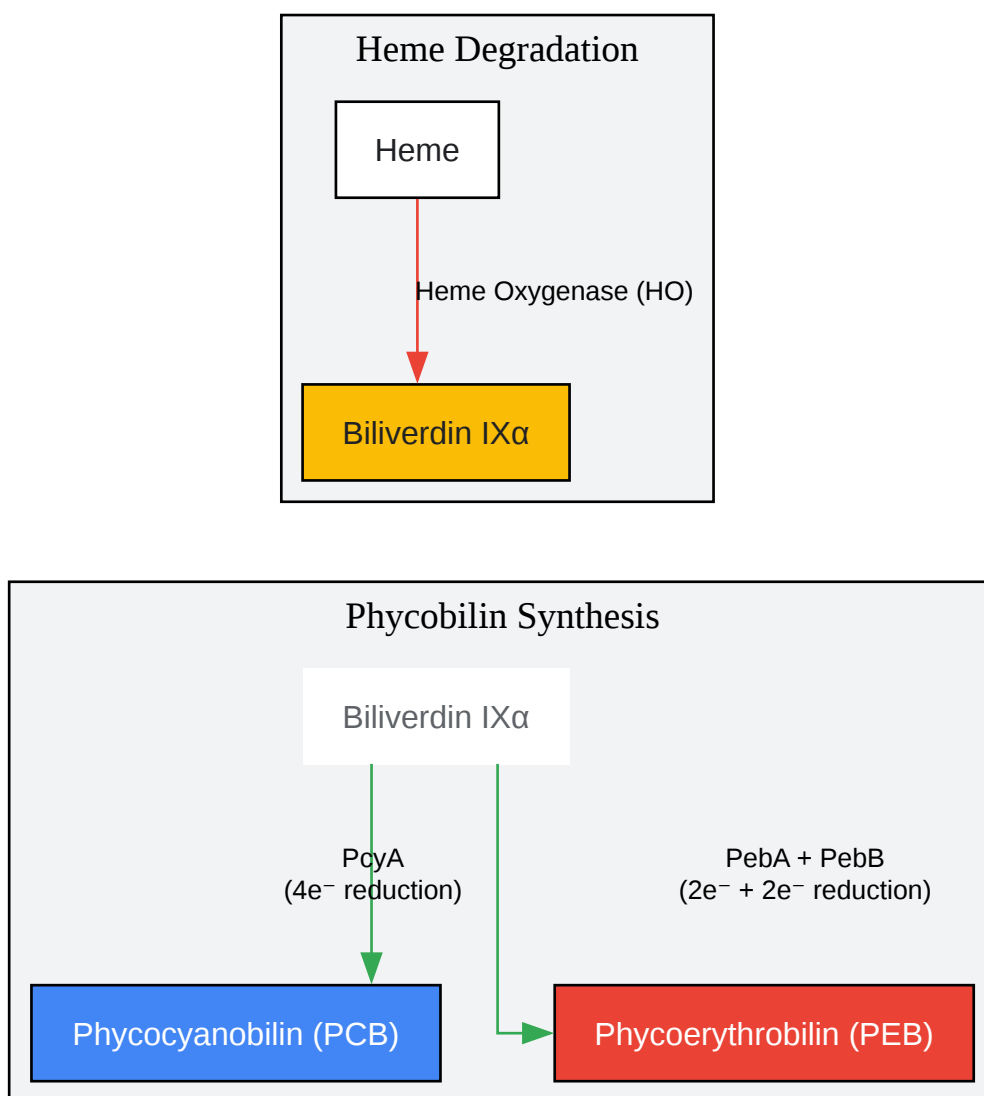 Heme Degradation
Heme
Heme Oxygenase (HO)
Biliverdin IXα
Phycobilin Synthesis
Biliverdin IXα
PcyA
(4e⁻ reduction)
PebA + PebB
(2e⁻ + 2e⁻ reduction)
Phycocyanobilin (PCB)
Phycoerythrobilin (PEB)